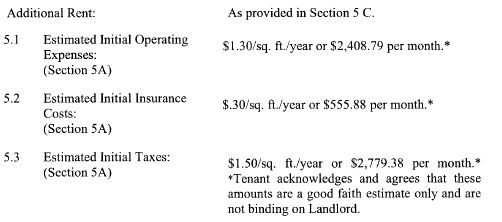 Additional Rent: As provided in Section 5 C.
5.1 Estimated Initial Operating Expenses: (Section 5A) $1.30/sq. ft./year or $2,408.79 per month.*
5.2 Estimated Initial Insurance Costs: (Section 5A) $.30/sq. ft./year or $555.88 per month.*
5.3 Estimated Initial Taxes: (Section 5A) $1.50/sq. ft./year or $2,779.38 per month.*
*Tenant acknowledges and agrees that these
amounts are a good faith estimate only and are
not binding on Landlord.